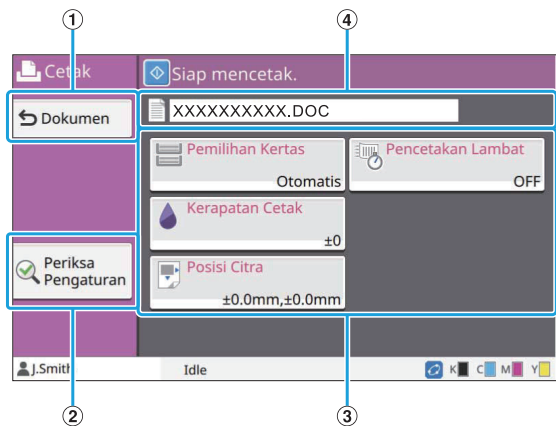 ① ④
Cetak
Siap mencetak.
Dokumen
XXXXXXXXXX.DOC
Pemilihan Kertas
Otomatis
Pencetakan Lambat
OFF
Kerapatan Cetak
±0
Periksa
Pengaturan
Posisi Citra
±0.0mm,±0.0mm
J.Smith
Idle
K C M Y
② ③